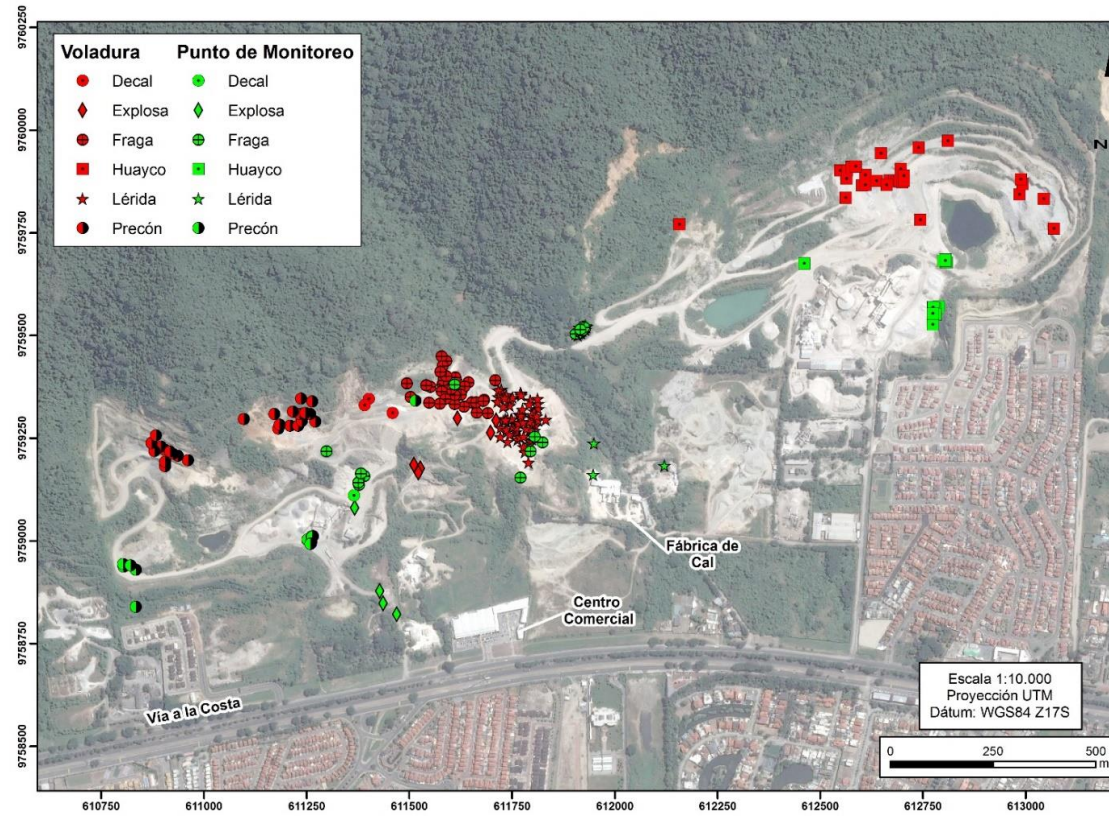 9760250
9760000
9759750
9759500
9759250
9759000
9758750
9758500
Voladura Punto de Monitoreo
Decal Decal
Explosa Explosa
Fraga Fraga
Huayco Huayco
Lérida Lérida
Precón Precón
N
Fábrica de
Cal
Centro
Comercial
Vía a la Costa
Escala 1:10.000
Proyección UTM
Dátum: WGS84 Z17S
0 250 500
m
610750 611000 611250 611500 611750 612000 612250 612500 612750 613000